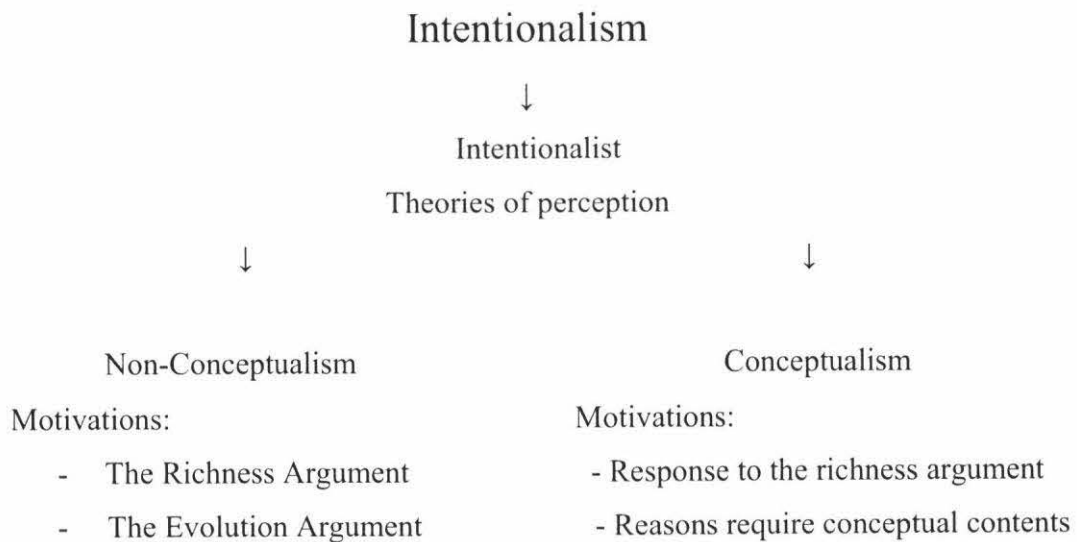 Intentionalism
↓
Intentionalist
Theories of perception
↓ ↓
Non-Conceptualism Conceptualism
Motivations: Motivations:
- The Richness Argument - Response to the richness argument
- The Evolution Argument - Reasons require conceptual contents